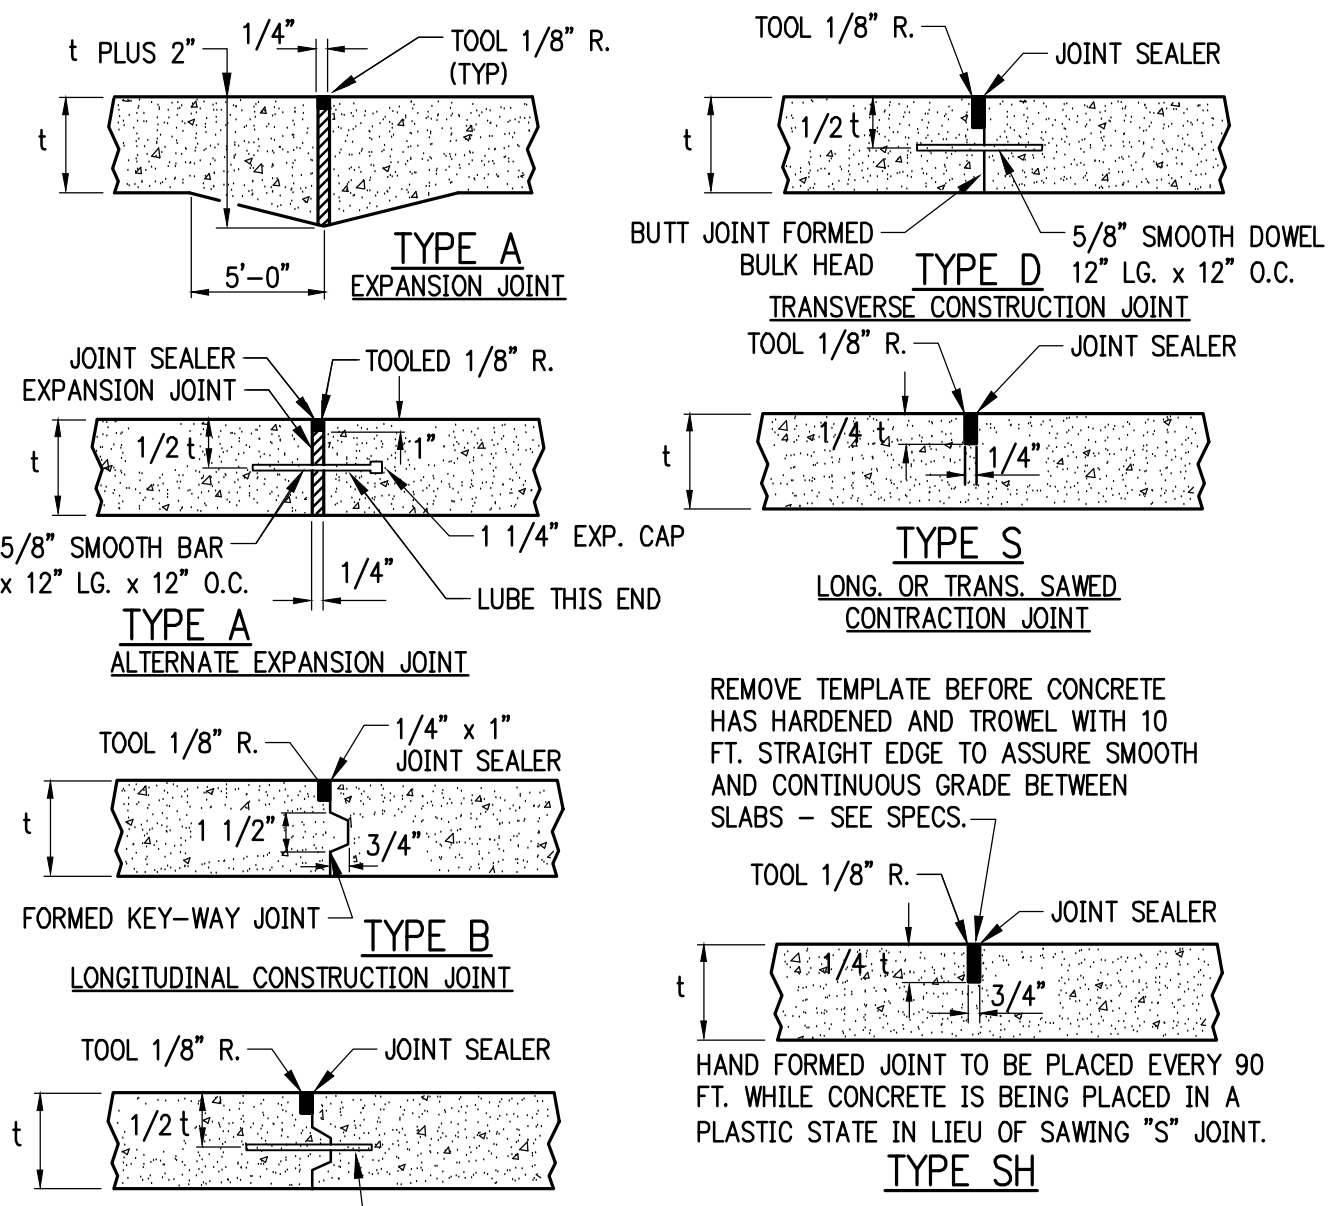 t PLUS 2"
1/4"
TOOL 1/8" R.
(TYP)
t
5'-0"
TYPE A
EXPANSION JOINT
JOINT SEALER
EXPANSION JOINT
TOOLED 1/8" R.
t
1/2 t
1"
5/8" SMOOTH BAR
x 12" LG. x 12" O.C.
1/4"
1 1/4" EXP. CAP
LUBE THIS END
TYPE A
ALTERNATE EXPANSION JOINT
TOOL 1/8" R.
1/4" x 1"
JOINT SEALER
t
1 1/2"
3/4"
FORMED KEY-WAY JOINT
TYPE B
LONGITUDINAL CONSTRUCTION JOINT
TOOL 1/8" R.
JOINT SEALER
t
1/2 t
TOOL 1/8" R.
JOINT SEALER
t
1/2 t
BUTT JOINT FORMED
BULK HEAD
5/8" SMOOTH DOWEL
12" LG. x 12" O.C.
TYPE D
TRANSVERSE CONSTRUCTION JOINT
TOOL 1/8" R.
JOINT SEALER
t
1/4 t
1/4"
TYPE S
LONG. OR TRANS. SAWED
CONTRACTION JOINT
REMOVE TEMPLATE BEFORE CONCRETE
HAS HARDENED AND TROWEL WITH 10
FT. STRAIGHT EDGE TO ASSURE SMOOTH
AND CONTINUOUS GRADE BETWEEN
SLABS - SEE SPECS.
TOOL 1/8" R.
JOINT SEALER
t
1/4 t
3/4"
HAND FORMED JOINT TO BE PLACED EVERY 90
FT. WHILE CONCRETE IS BEING PLACED IN A
PLASTIC STATE IN LIEU OF SAWING "S" JOINT.
TYPE SH